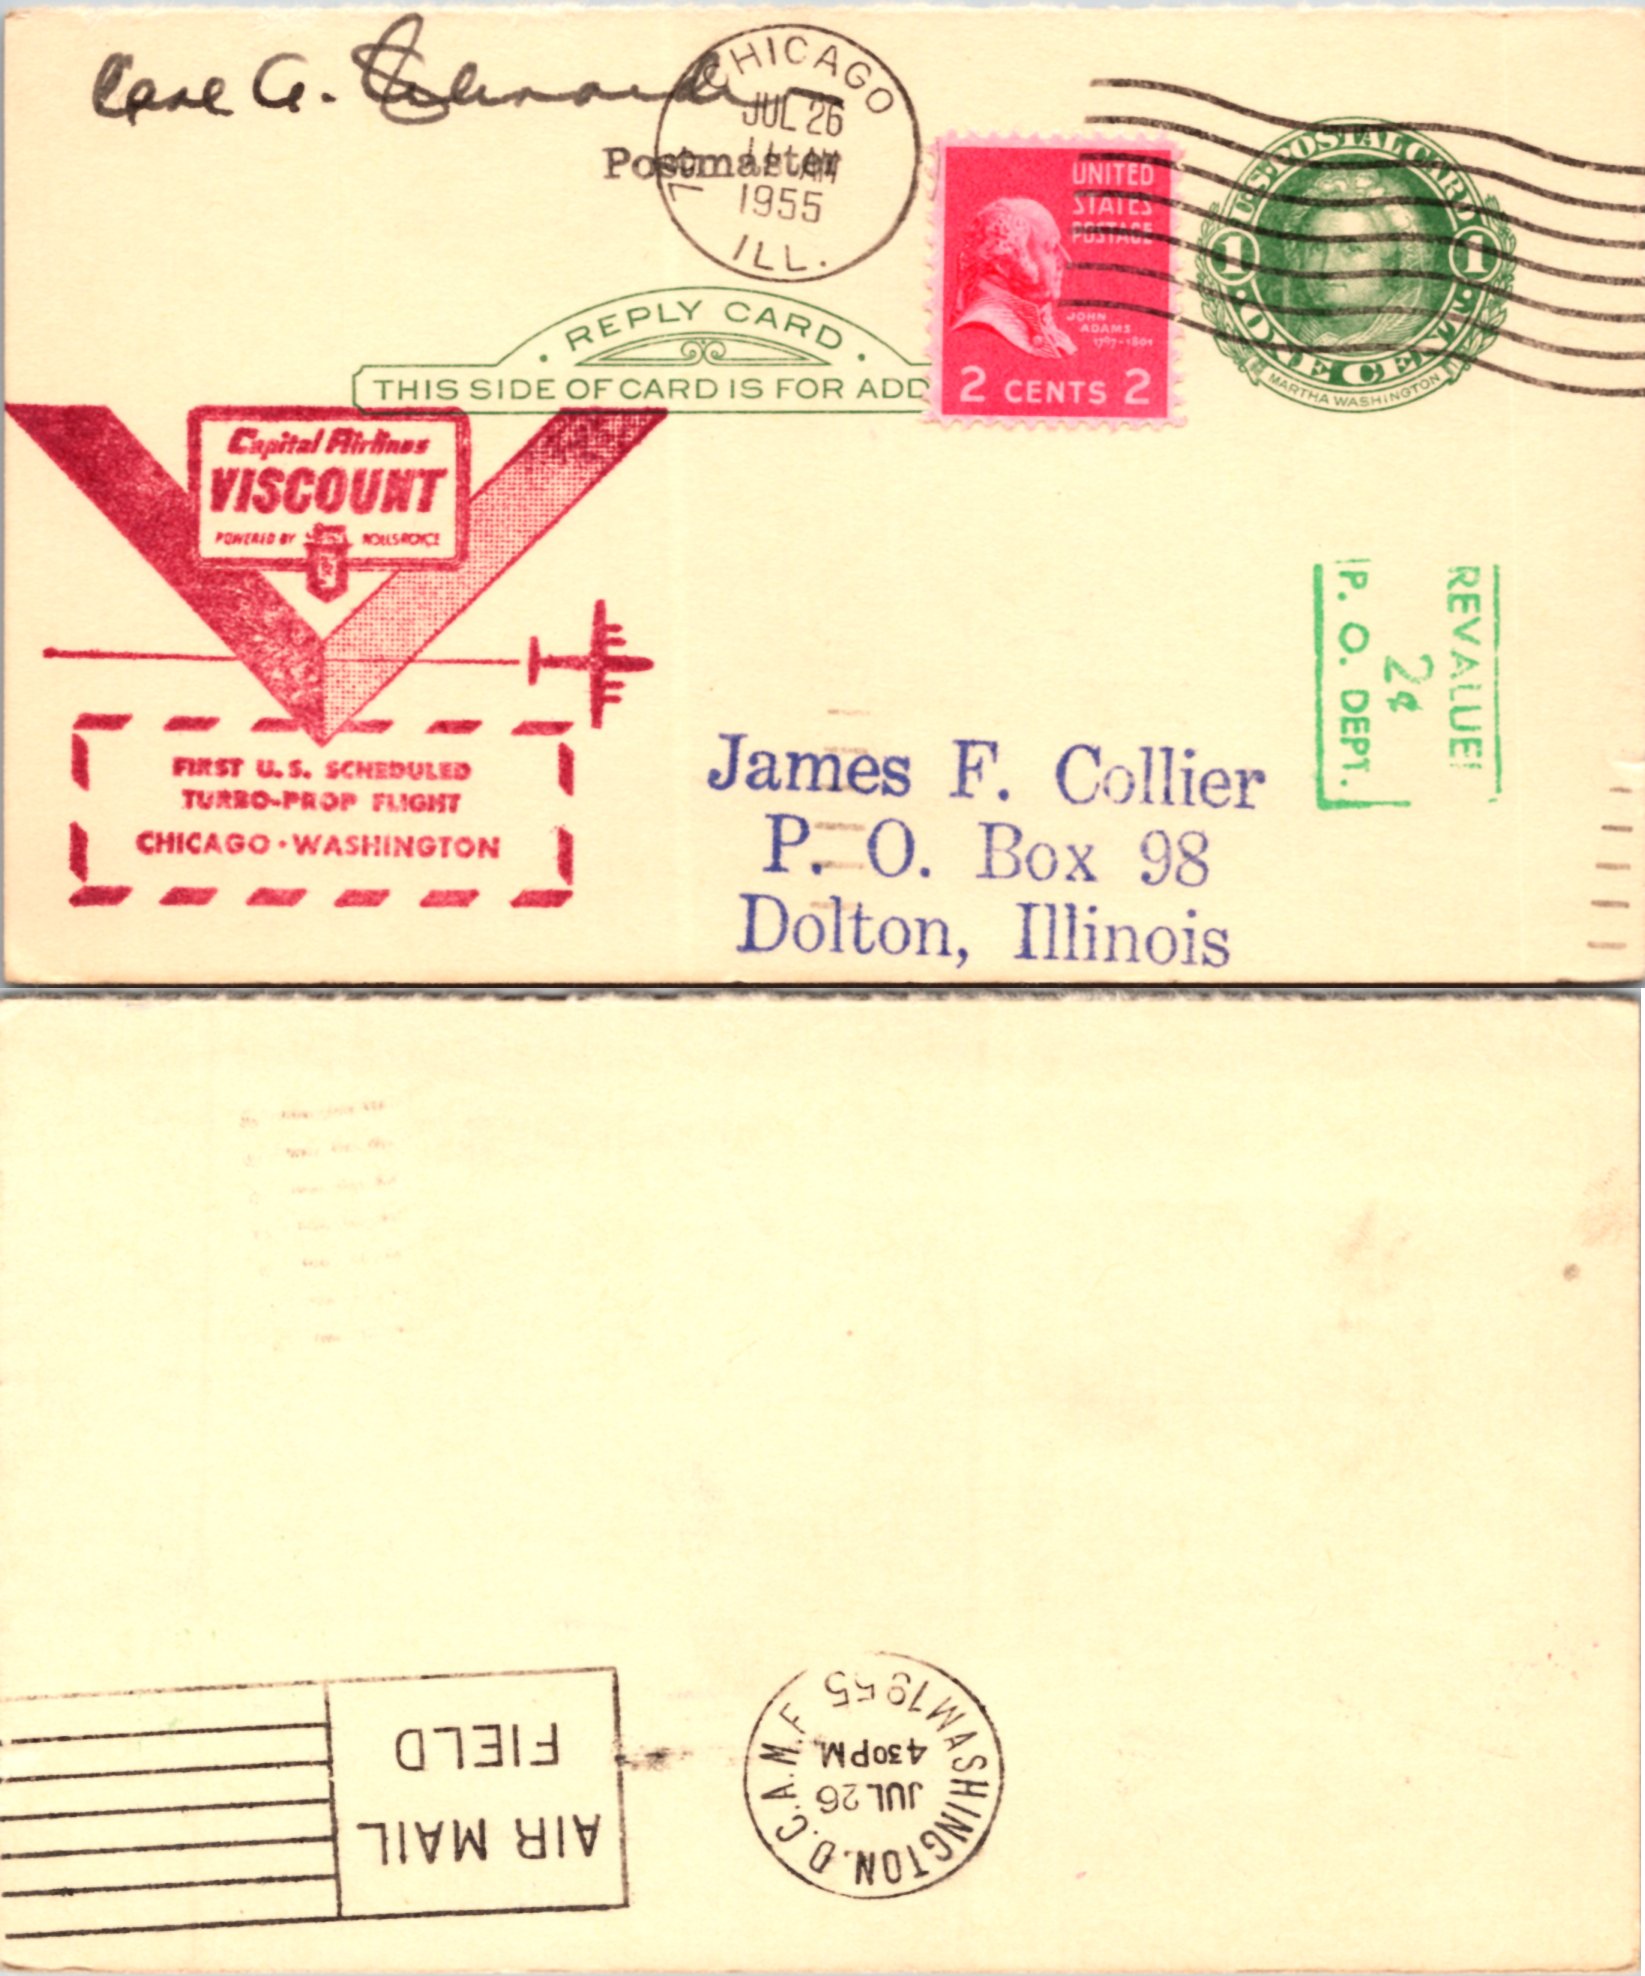 Carl A. Schroeder
Postmaster
CHICAGO
JUL 26
11 AM
1955
ILL.
7
UNITED
STATES
POSTAGE
JOHN
ADAMS
1797-1801
2 CENTS 2
U.S. POSTAL CARD
1 1
ONE CENT
MARTHA WASHINGTON
REPLY CARD
THIS SIDE OF CARD IS FOR ADD
Capital Airlines
VISCOUNT
POWERED BY ROLLS-ROYCE
FIRST U.S. SCHEDULED
TURBO-PROP FLIGHT
CHICAGO • WASHINGTON
REVALUED
2¢
P. O. DEPT.
James F. Collier
P. O. Box 98
Dolton, Illinois
AIR MAIL
FIELD
WASHINGTON, D.C. A.M.F.
JUL 26
430PM
1955